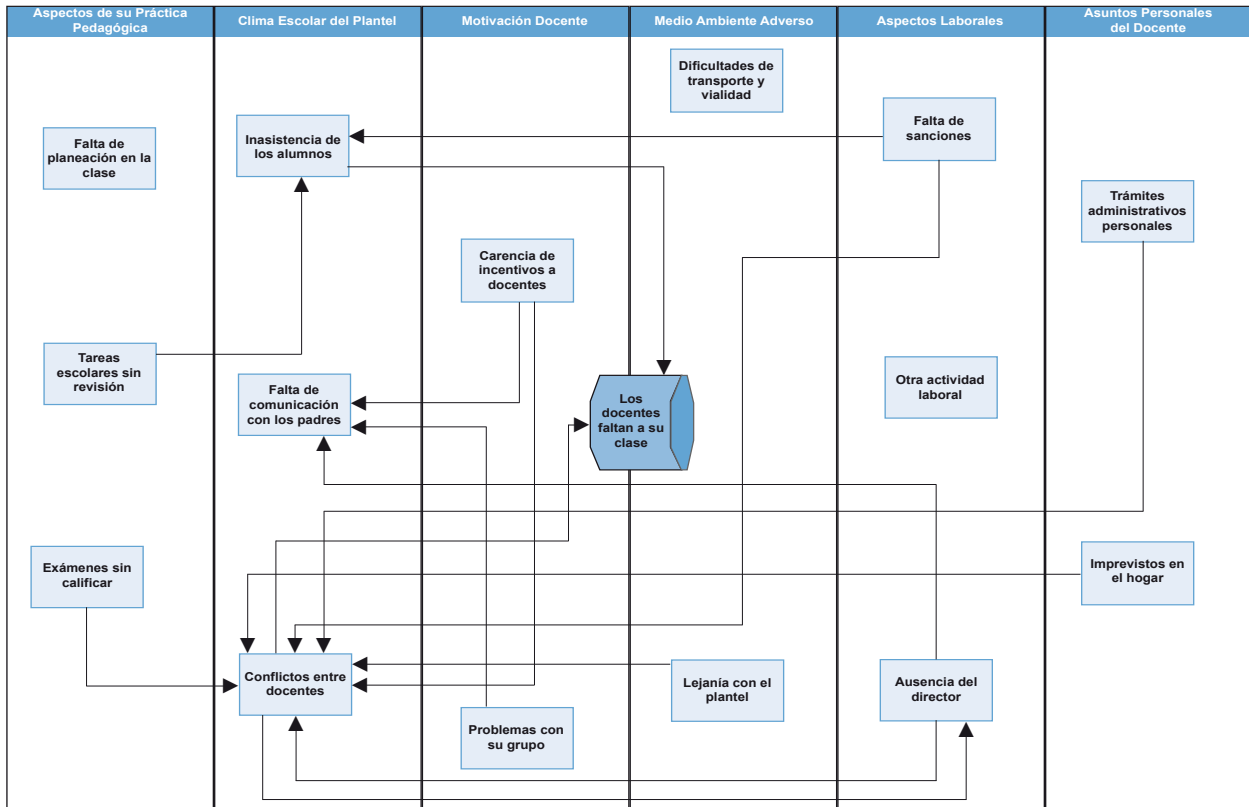 Aspectos de su Práctica
Pedagógica
Clima Escolar del Plantel
Motivación Docente
Medio Ambiente Adverso
Aspectos Laborales
Asuntos Personales
del Docente
Dificultades de
transporte y
vialidad
Falta de
planeación en la
clase
Inasistencia de
los alumnos
Falta de
sanciones
Trámites
administrativos
personales
Carencia de
incentivos a
docentes
Tareas
escolares sin
revisión
Falta de
comunicación
con los padres
Los
docentes
faltan a su
clase
Otra actividad
laboral
Exámenes sin
calificar
Imprevistos en
el hogar
Conflictos entre
docentes
Lejanía con el
plantel
Ausencia del
director
Problemas con
su grupo